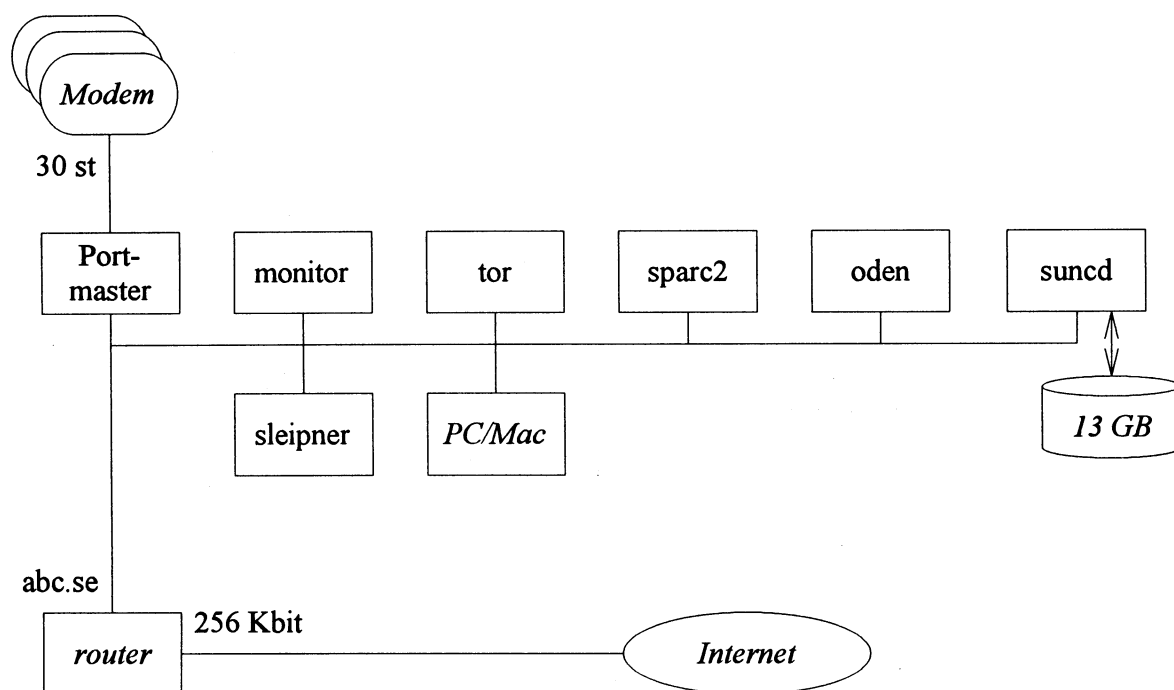 Modem
30 st
Port-
master
monitor
tor
sparc2
oden
suncd
sleipner
PC/Mac
13 GB
abc.se
256 Kbit
router
Internet